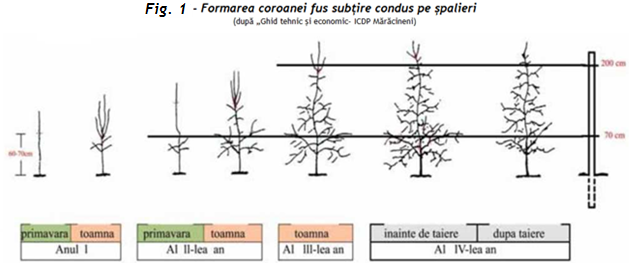 Fig. 1 - Formarea coroanei fus subțire condus pe șpalieri
(după „Ghid tehnic și economic- ICDP Mărăcineni)
200 cm
70 cm
60-70cm
primavara toamna primavara toamna toamna inainte de taiere dupa taiere
Anul I Al II-lea an Al III-lea an Al IV-lea an